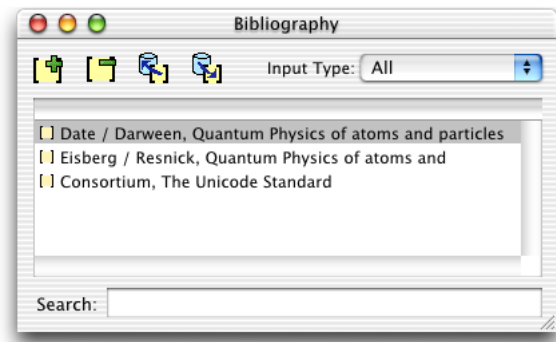 Bibliography
Input Type: All
Date / Darween, Quantum Physics of atoms and particles
Eisberg / Resnick, Quantum Physics of atoms and
Consortium, The Unicode Standard
Search: